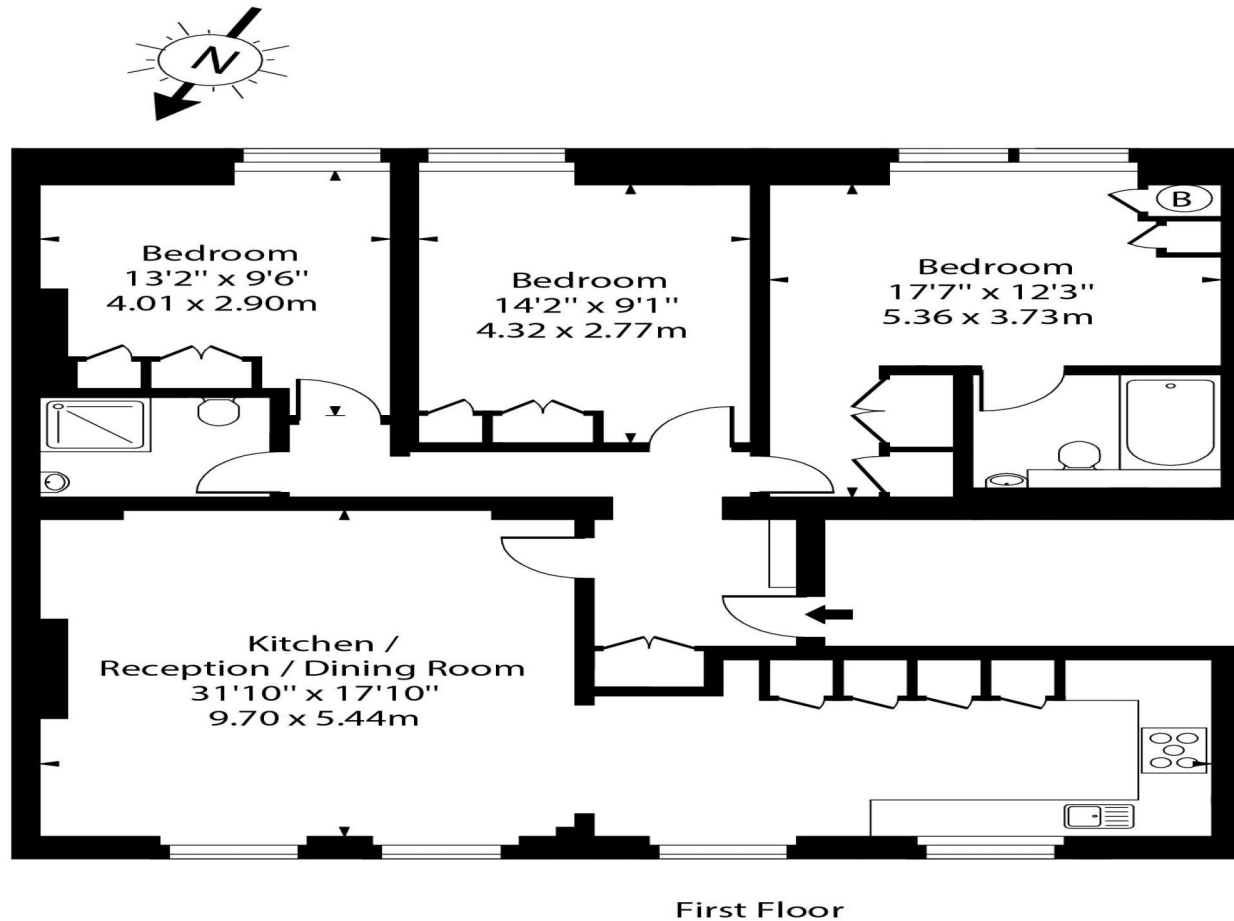 N
Bedroom
13'2" x 9'6"
4.01 x 2.90m
Bedroom
14'2" x 9'1"
4.32 x 2.77m
Bedroom
17'7" x 12'3"
5.36 x 3.73m
B
Kitchen /
Reception / Dining Room
31'10" x 17'10"
9.70 x 5.44m
First Floor